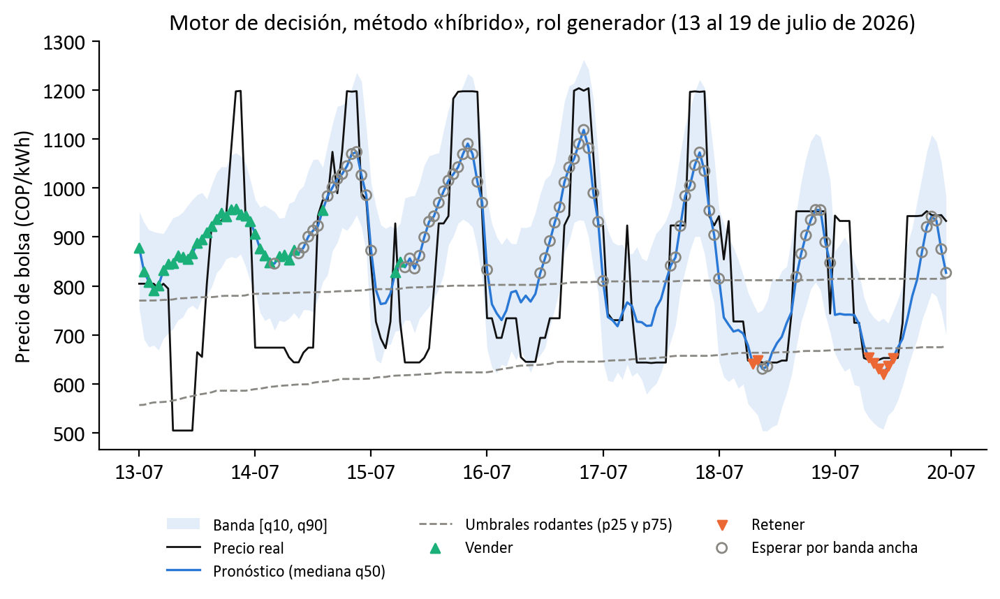 Motor de decisión, método «híbrido», rol generador (13 al 19 de julio de 2026)
Precio de bolsa (COP/kWh)
1300
1200
1100
1000
900
800
700
600
500
13-07 14-07 15-07 16-07 17-07 18-07 19-07 20-07
Banda [q10, q90]
Precio real
Pronóstico (mediana q50)
Umbrales rodantes (p25 y p75)
Vender
Retener
Esperar por banda ancha